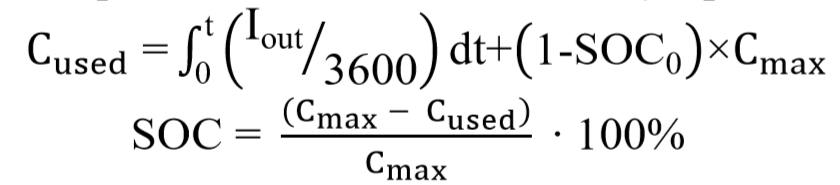 C_used = ∫_0^t (I_out/3600) dt+(1-SOC_0)×C_max
SOC = (C_max − C_used) / C_max · 100%